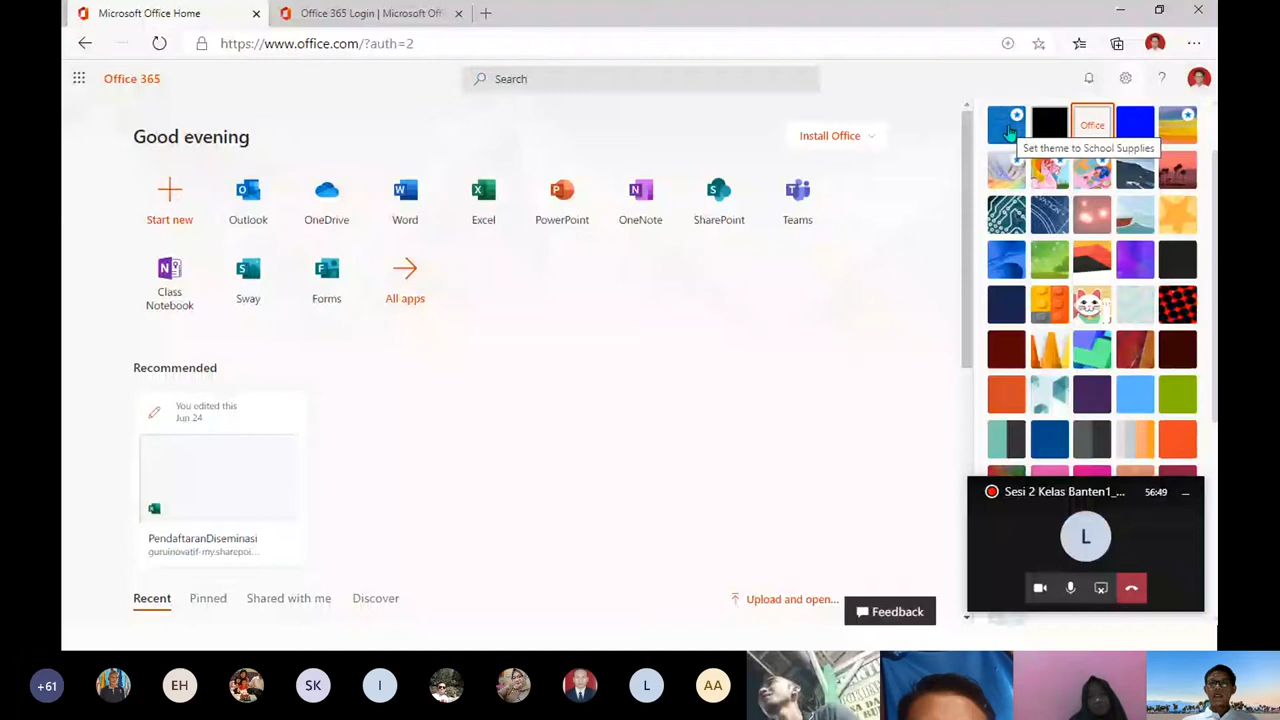 Microsoft Office Home
Office 365 Login | Microsoft Off
https://www.office.com/?auth=2
Office 365
Search
Good evening
Install Office
Office
Set theme to School Supplies
Start new
Outlook
OneDrive
Word
Excel
PowerPoint
OneNote
SharePoint
Teams
Class
Notebook
Sway
Forms
All apps
Recommended
You edited this
Jun 24
PendaftaranDiseminasi
guruinovatif-my.sharepoi...
Sesi 2 Kelas Banten1_...
56:49
L
Recent
Pinned
Shared with me
Discover
Upload and open...
Feedback
+61
EH
SK
I
L
AA